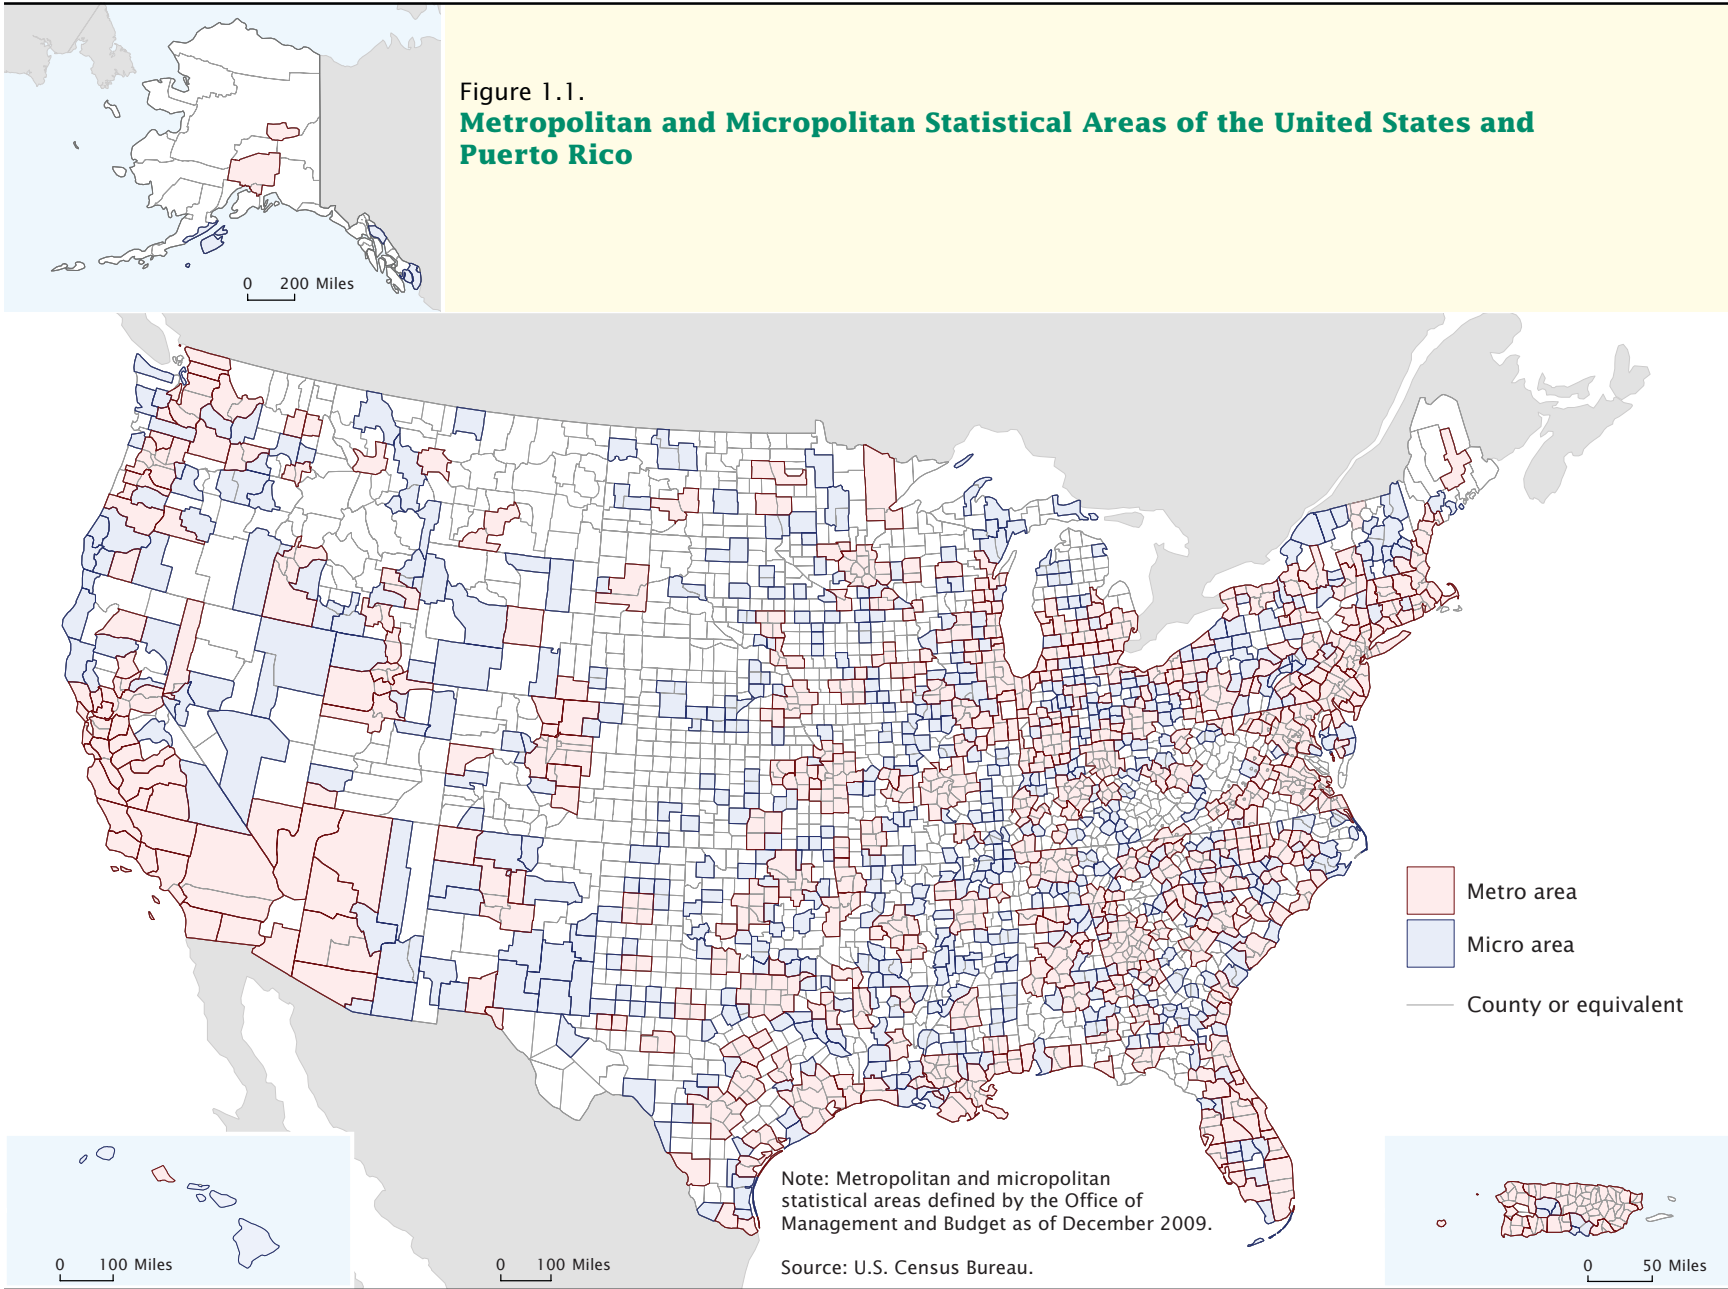 Figure 1.1.
Metropolitan and Micropolitan Statistical Areas of the United States and
Puerto Rico
0 200 Miles
Metro area
Micro area
County or equivalent
Note: Metropolitan and micropolitan
statistical areas defined by the Office of
Management and Budget as of December 2009.
Source: U.S. Census Bureau.
0 100 Miles
0 100 Miles
0 50 Miles